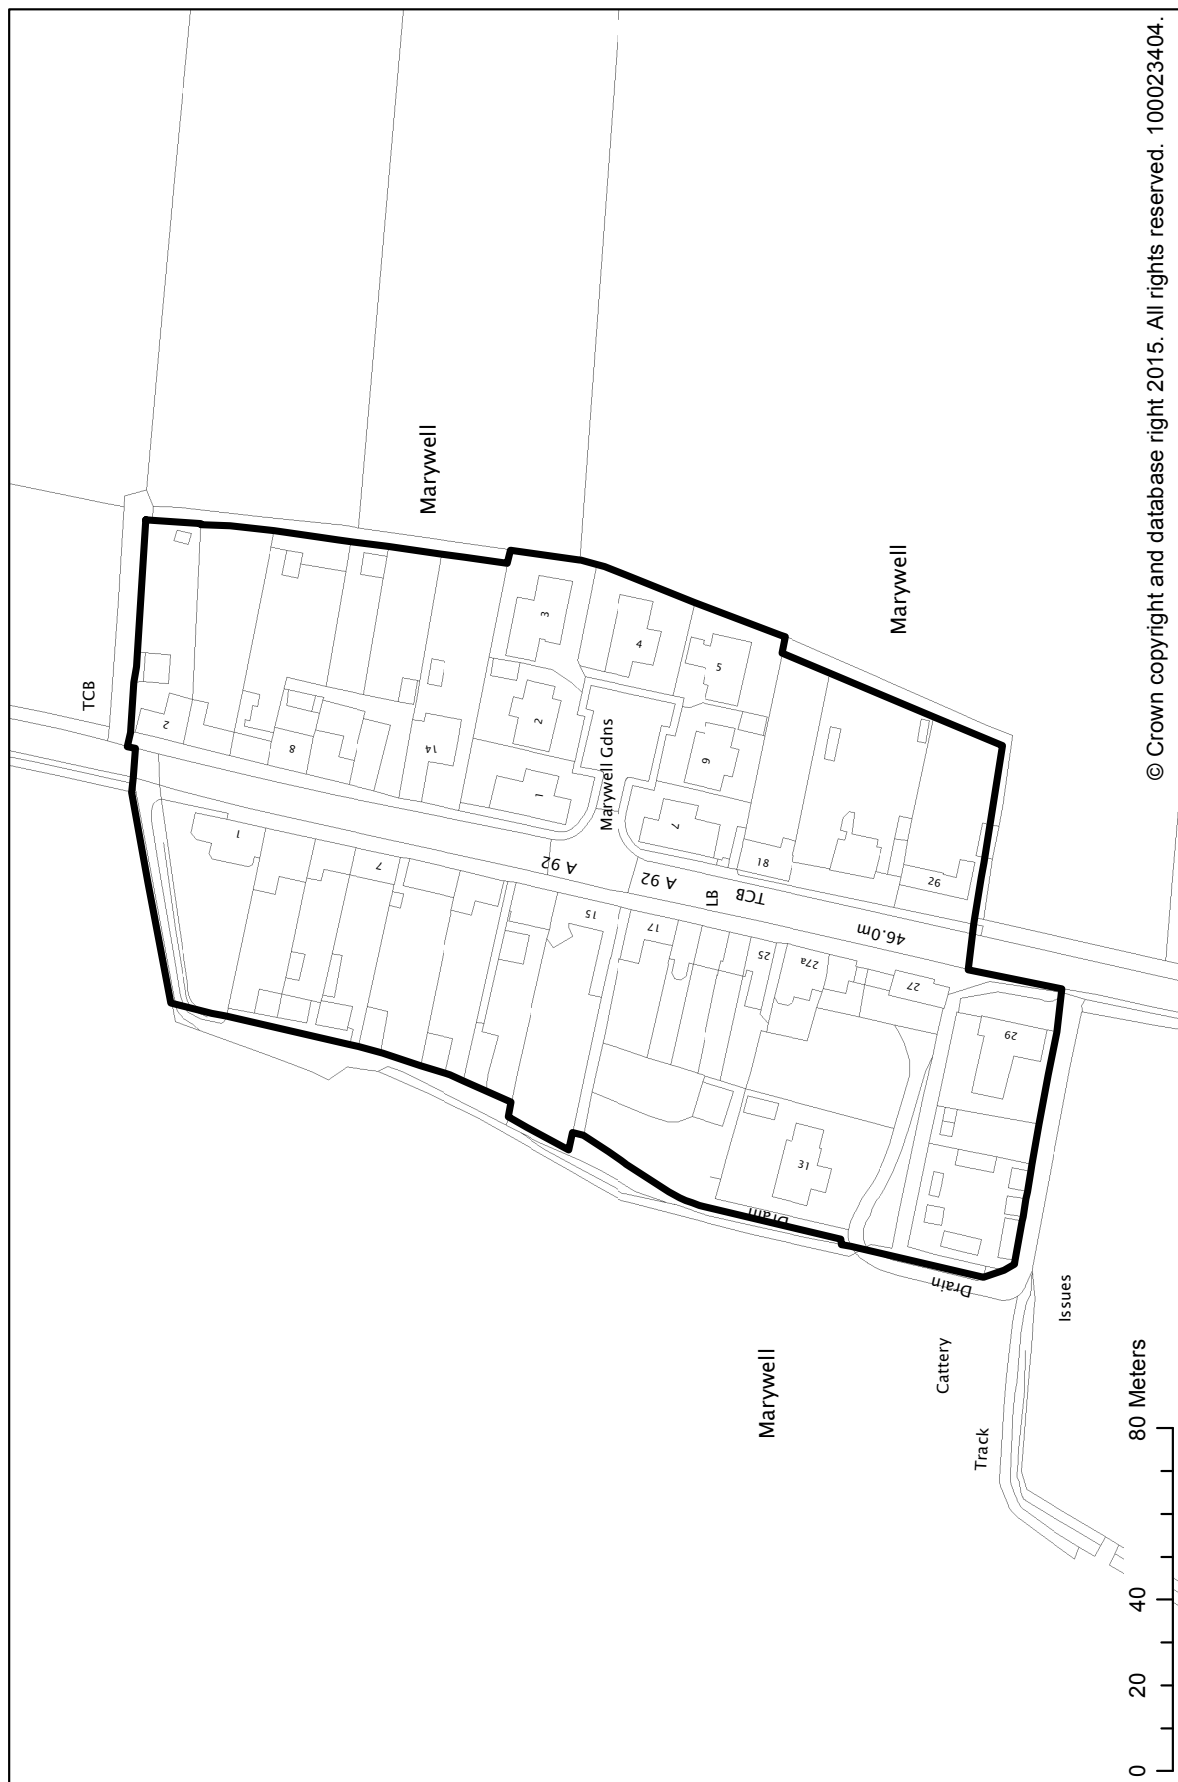 TCB
Marywell
2
8
14
3
4
5
2
1
Marywell Gdns
6
7
1
7
A 92
A 92
15
17
LB
TCB
18
26
46.0m
25
27a
27
29
31
Marywell
Drain
Drain
Issues
Cattery
Track
Marywell
0 20 40 80 Meters
© Crown copyright and database right 2015. All rights reserved. 100023404.